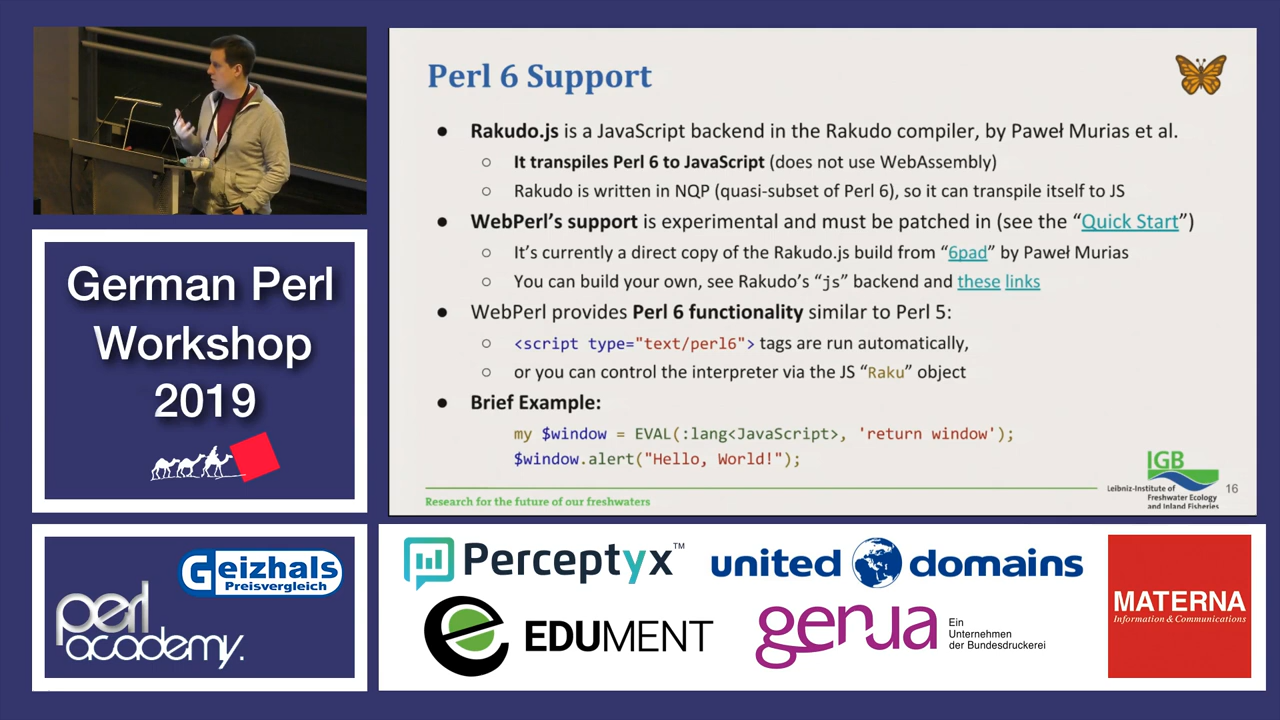 Perl 6 Support
● Rakudo.js is a JavaScript backend in the Rakudo compiler, by Paweł Murias et al.
○ It transpiles Perl 6 to JavaScript (does not use WebAssembly)
○ Rakudo is written in NQP (quasi-subset of Perl 6), so it can transpile itself to JS
● WebPerl’s support is experimental and must be patched in (see the “Quick Start”)
○ It’s currently a direct copy of the Rakudo.js build from “6pad” by Paweł Murias
○ You can build your own, see Rakudo’s “js” backend and these links
● WebPerl provides Perl 6 functionality similar to Perl 5:
○ <script type="text/perl6"> tags are run automatically,
○ or you can control the interpreter via the JS “Raku” object
● Brief Example:
my $window = EVAL(:lang<JavaScript>, 'return window');
$window.alert("Hello, World!");
Research for the future of our freshwaters
IGB
Leibniz-Institute of
Freshwater Ecology
and Inland Fisheries
16
German Perl
Workshop
2019
Geizhals
Preisvergleich
perl
academy.
Perceptyx™
united domains
EDUMENT
genua
Ein
Unternehmen
der Bundesdruckerei
MATERNA
Information & Communications